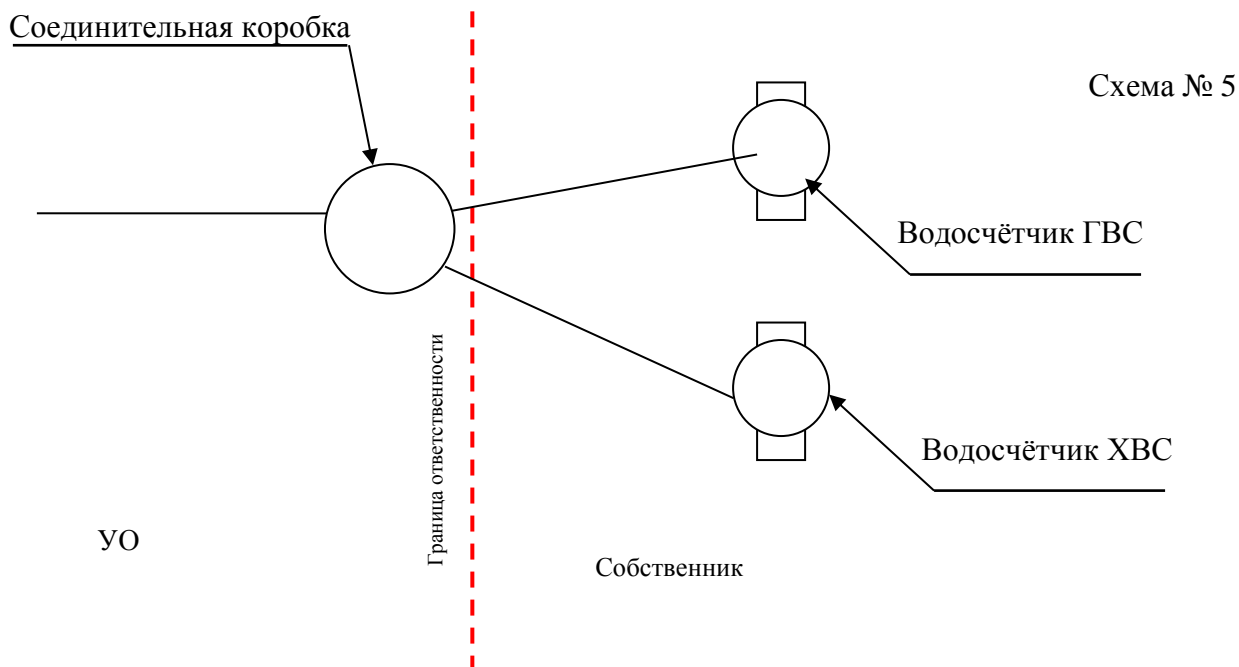 Соединительная коробка
Схема № 5
Водосчётчик ГВС
Водосчётчик ХВС
Граница ответственности
УО
Собственник